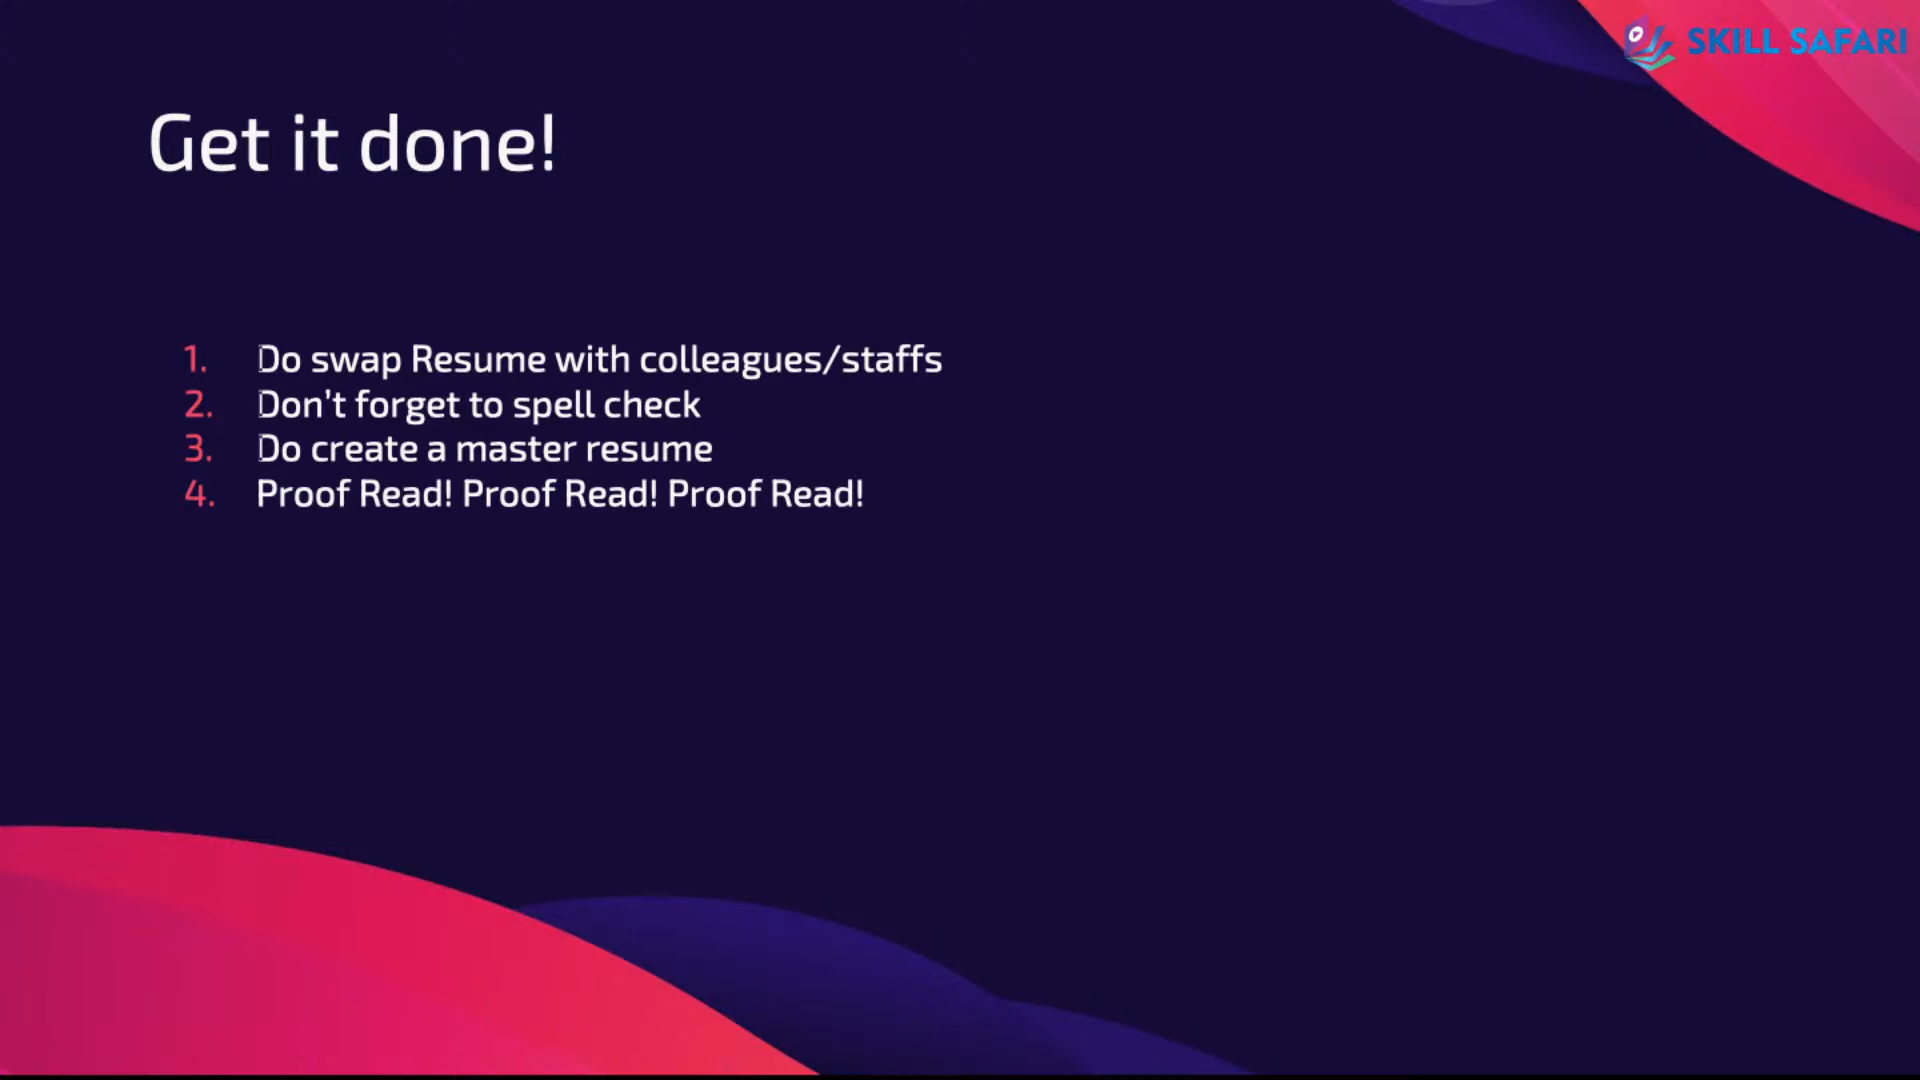 SKILL SAFARI
Get it done!
1. Do swap Resume with colleagues/staffs
2. Don't forget to spell check
3. Do create a master resume
4. Proof Read! Proof Read! Proof Read!